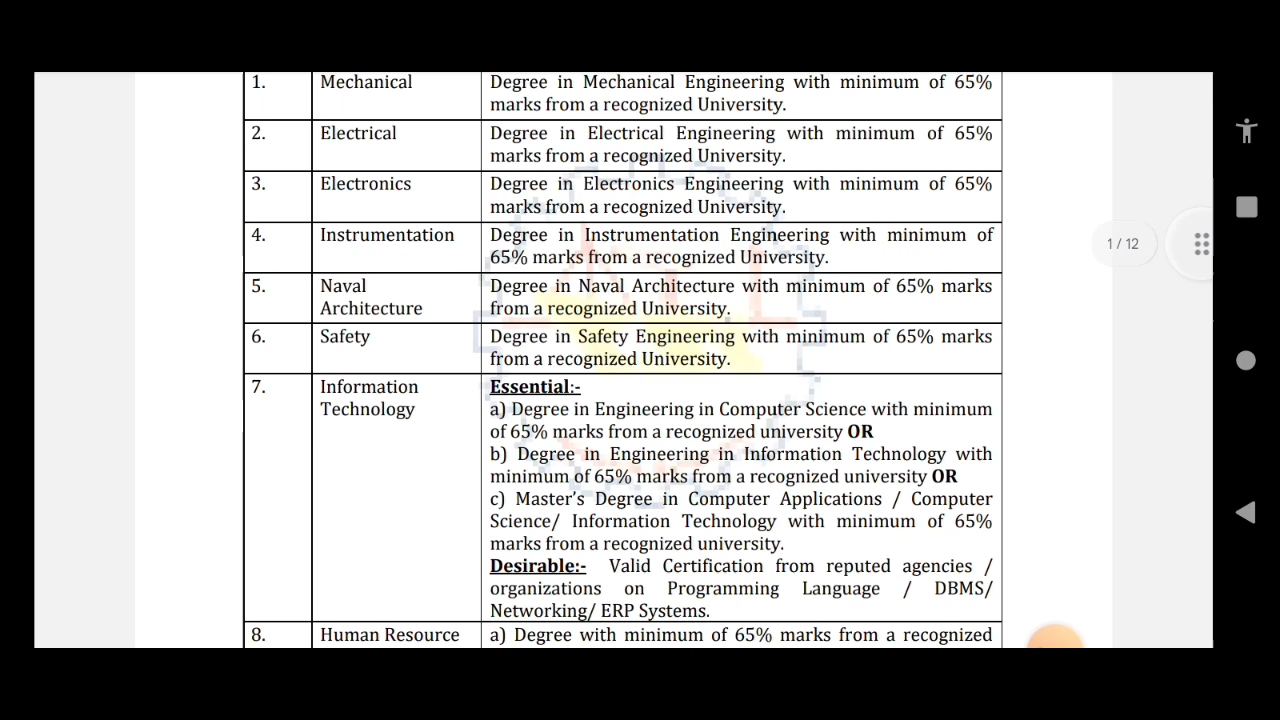 1. Mechanical Degree in Mechanical Engineering with minimum of 65%
marks from a recognized University.
2. Electrical Degree in Electrical Engineering with minimum of 65%
marks from a recognized University.
3. Electronics Degree in Electronics Engineering with minimum of 65%
marks from a recognized University.
4. Instrumentation Degree in Instrumentation Engineering with minimum of
65% marks from a recognized University.
5. Naval Degree in Naval Architecture with minimum of 65% marks
Architecture from a recognized University.
6. Safety Degree in Safety Engineering with minimum of 65% marks
from a recognized University.
7. Information Essential:-
Technology a) Degree in Engineering in Computer Science with minimum
of 65% marks from a recognized university OR
b) Degree in Engineering in Information Technology with
minimum of 65% marks from a recognized university OR
c) Master's Degree in Computer Applications / Computer
Science/ Information Technology with minimum of 65%
marks from a recognized university.
Desirable:- Valid Certification from reputed agencies /
organizations on Programming Language / DBMS/
Networking/ ERP Systems.
8. Human Resource a) Degree with minimum of 65% marks from a recognized
1 / 12